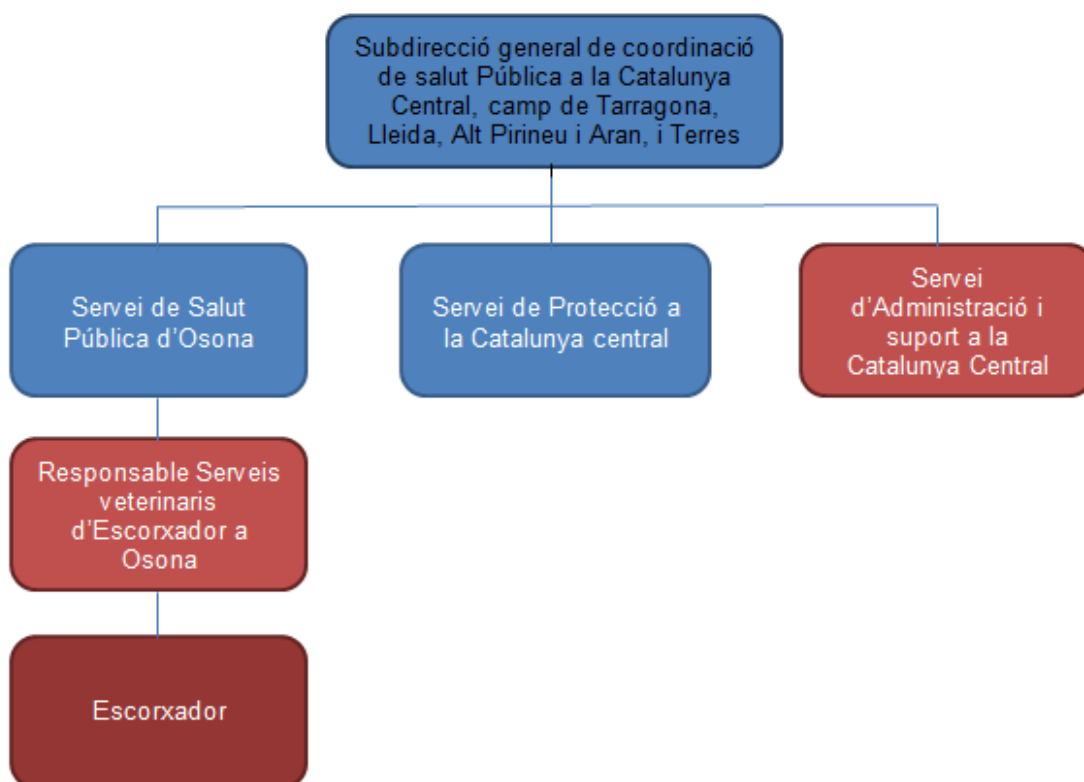 Subdirecció general de coordinació
de salut Pública a la Catalunya
Central, camp de Tarragona,
Lleida, Alt Pirineu i Aran, i Terres
Servei de Salut
Pública d'Osona
Servei de Protecció a
la Catalunya central
Servei
d'Administració i
suport a la
Catalunya Central
Responsable Serveis
veterinaris
d'Escorxador a
Osona
Escorxador